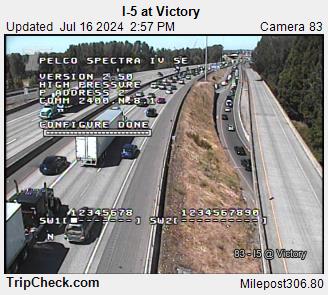 I-5 at Victory
Updated Jul 16 2024 2:57 PM Camera 83
PELCO SPECTRA IV SE
VERSION 2.50
HIGH PRESSURE
P ADDRESS 2
COMM 2400,N,8,1
CONFIGURE DONE
12345678 1234567890
SW1 SW2
N
83 - I5 @ Victory
TripCheck.com Milepost306.80